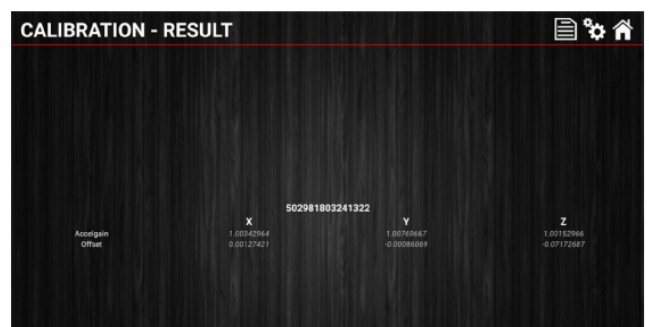 CALIBRATION - RESULT
502981803241322
X Y Z
Accelgain 1.00342964 1.00769667 1.00152966
Offset 0.00127421 -0.00086069 -0.07172687